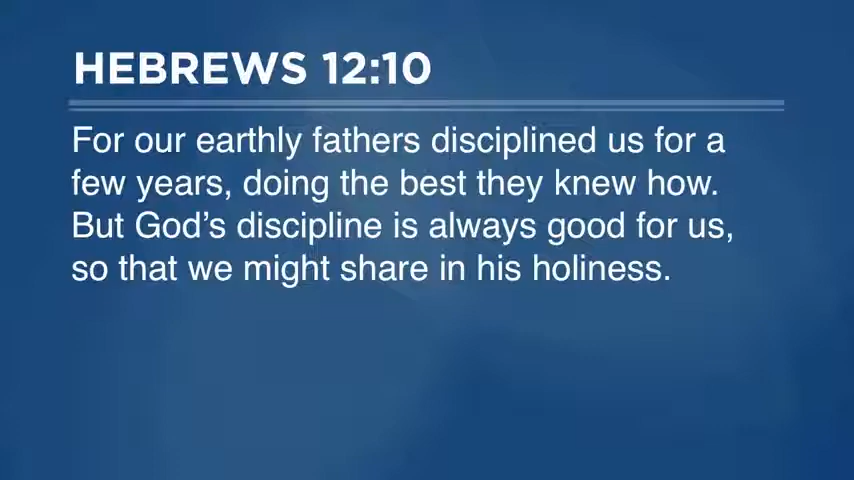 HEBREWS 12:10
For our earthly fathers disciplined us for a
few years, doing the best they knew how.
But God’s discipline is always good for us,
so that we might share in his holiness.